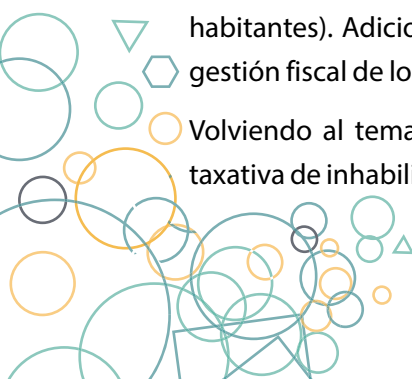 habitantes). Adicio
gestión fiscal de lo
Volviendo al tema
taxativa de inhabili